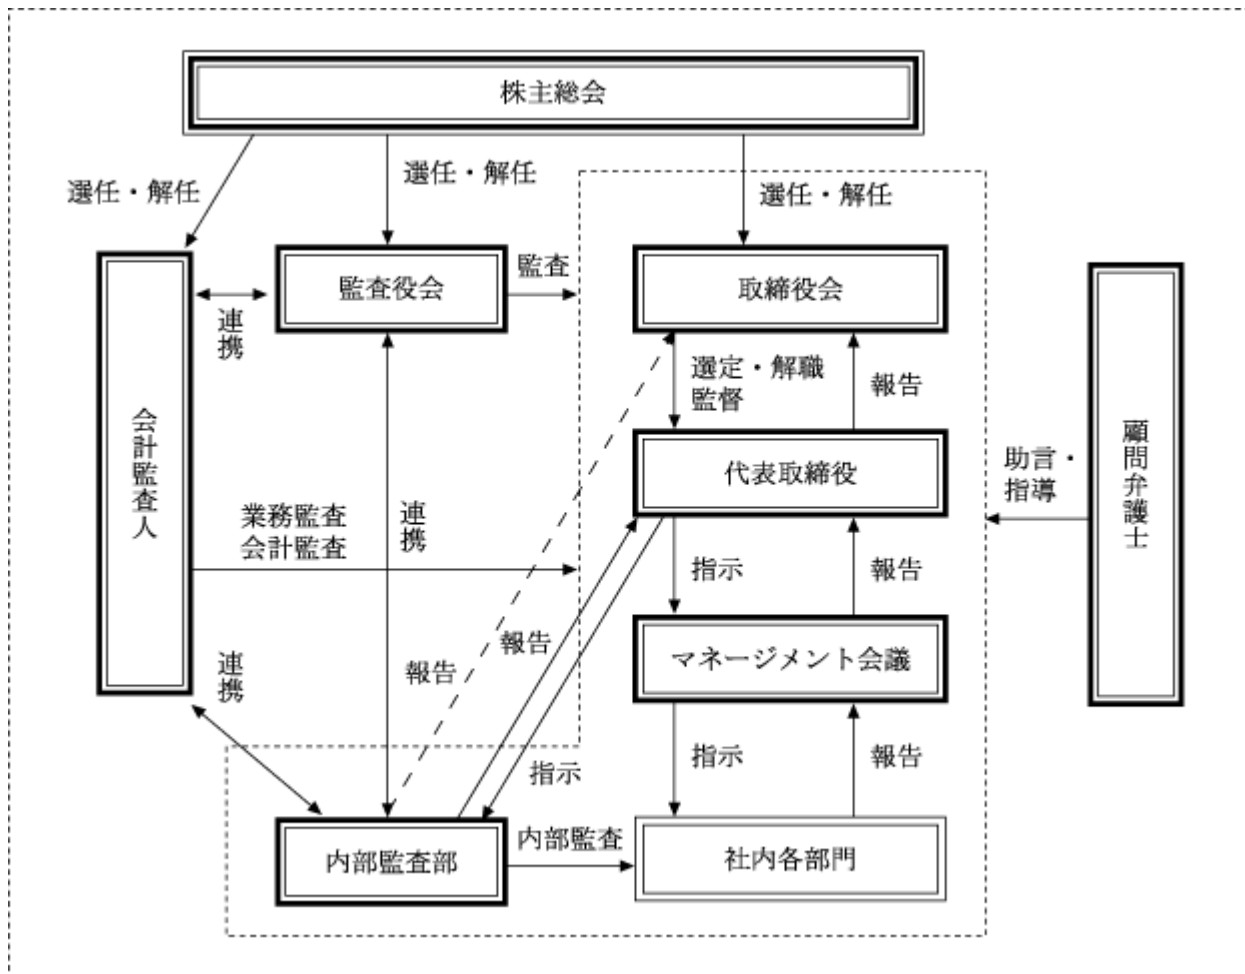 株主総会
選任・解任
選任・解任
選任・解任
監査役会
監査
取締役会
連携
選定・解職
監督
報告
会計監査人
代表取締役
顧問弁護士
助言・
指導
業務監査
会計監査
連携
指示
報告
報告
マネージメント会議
連携
報告
指示
指示
報告
内部監査部
内部監査
社内各部門